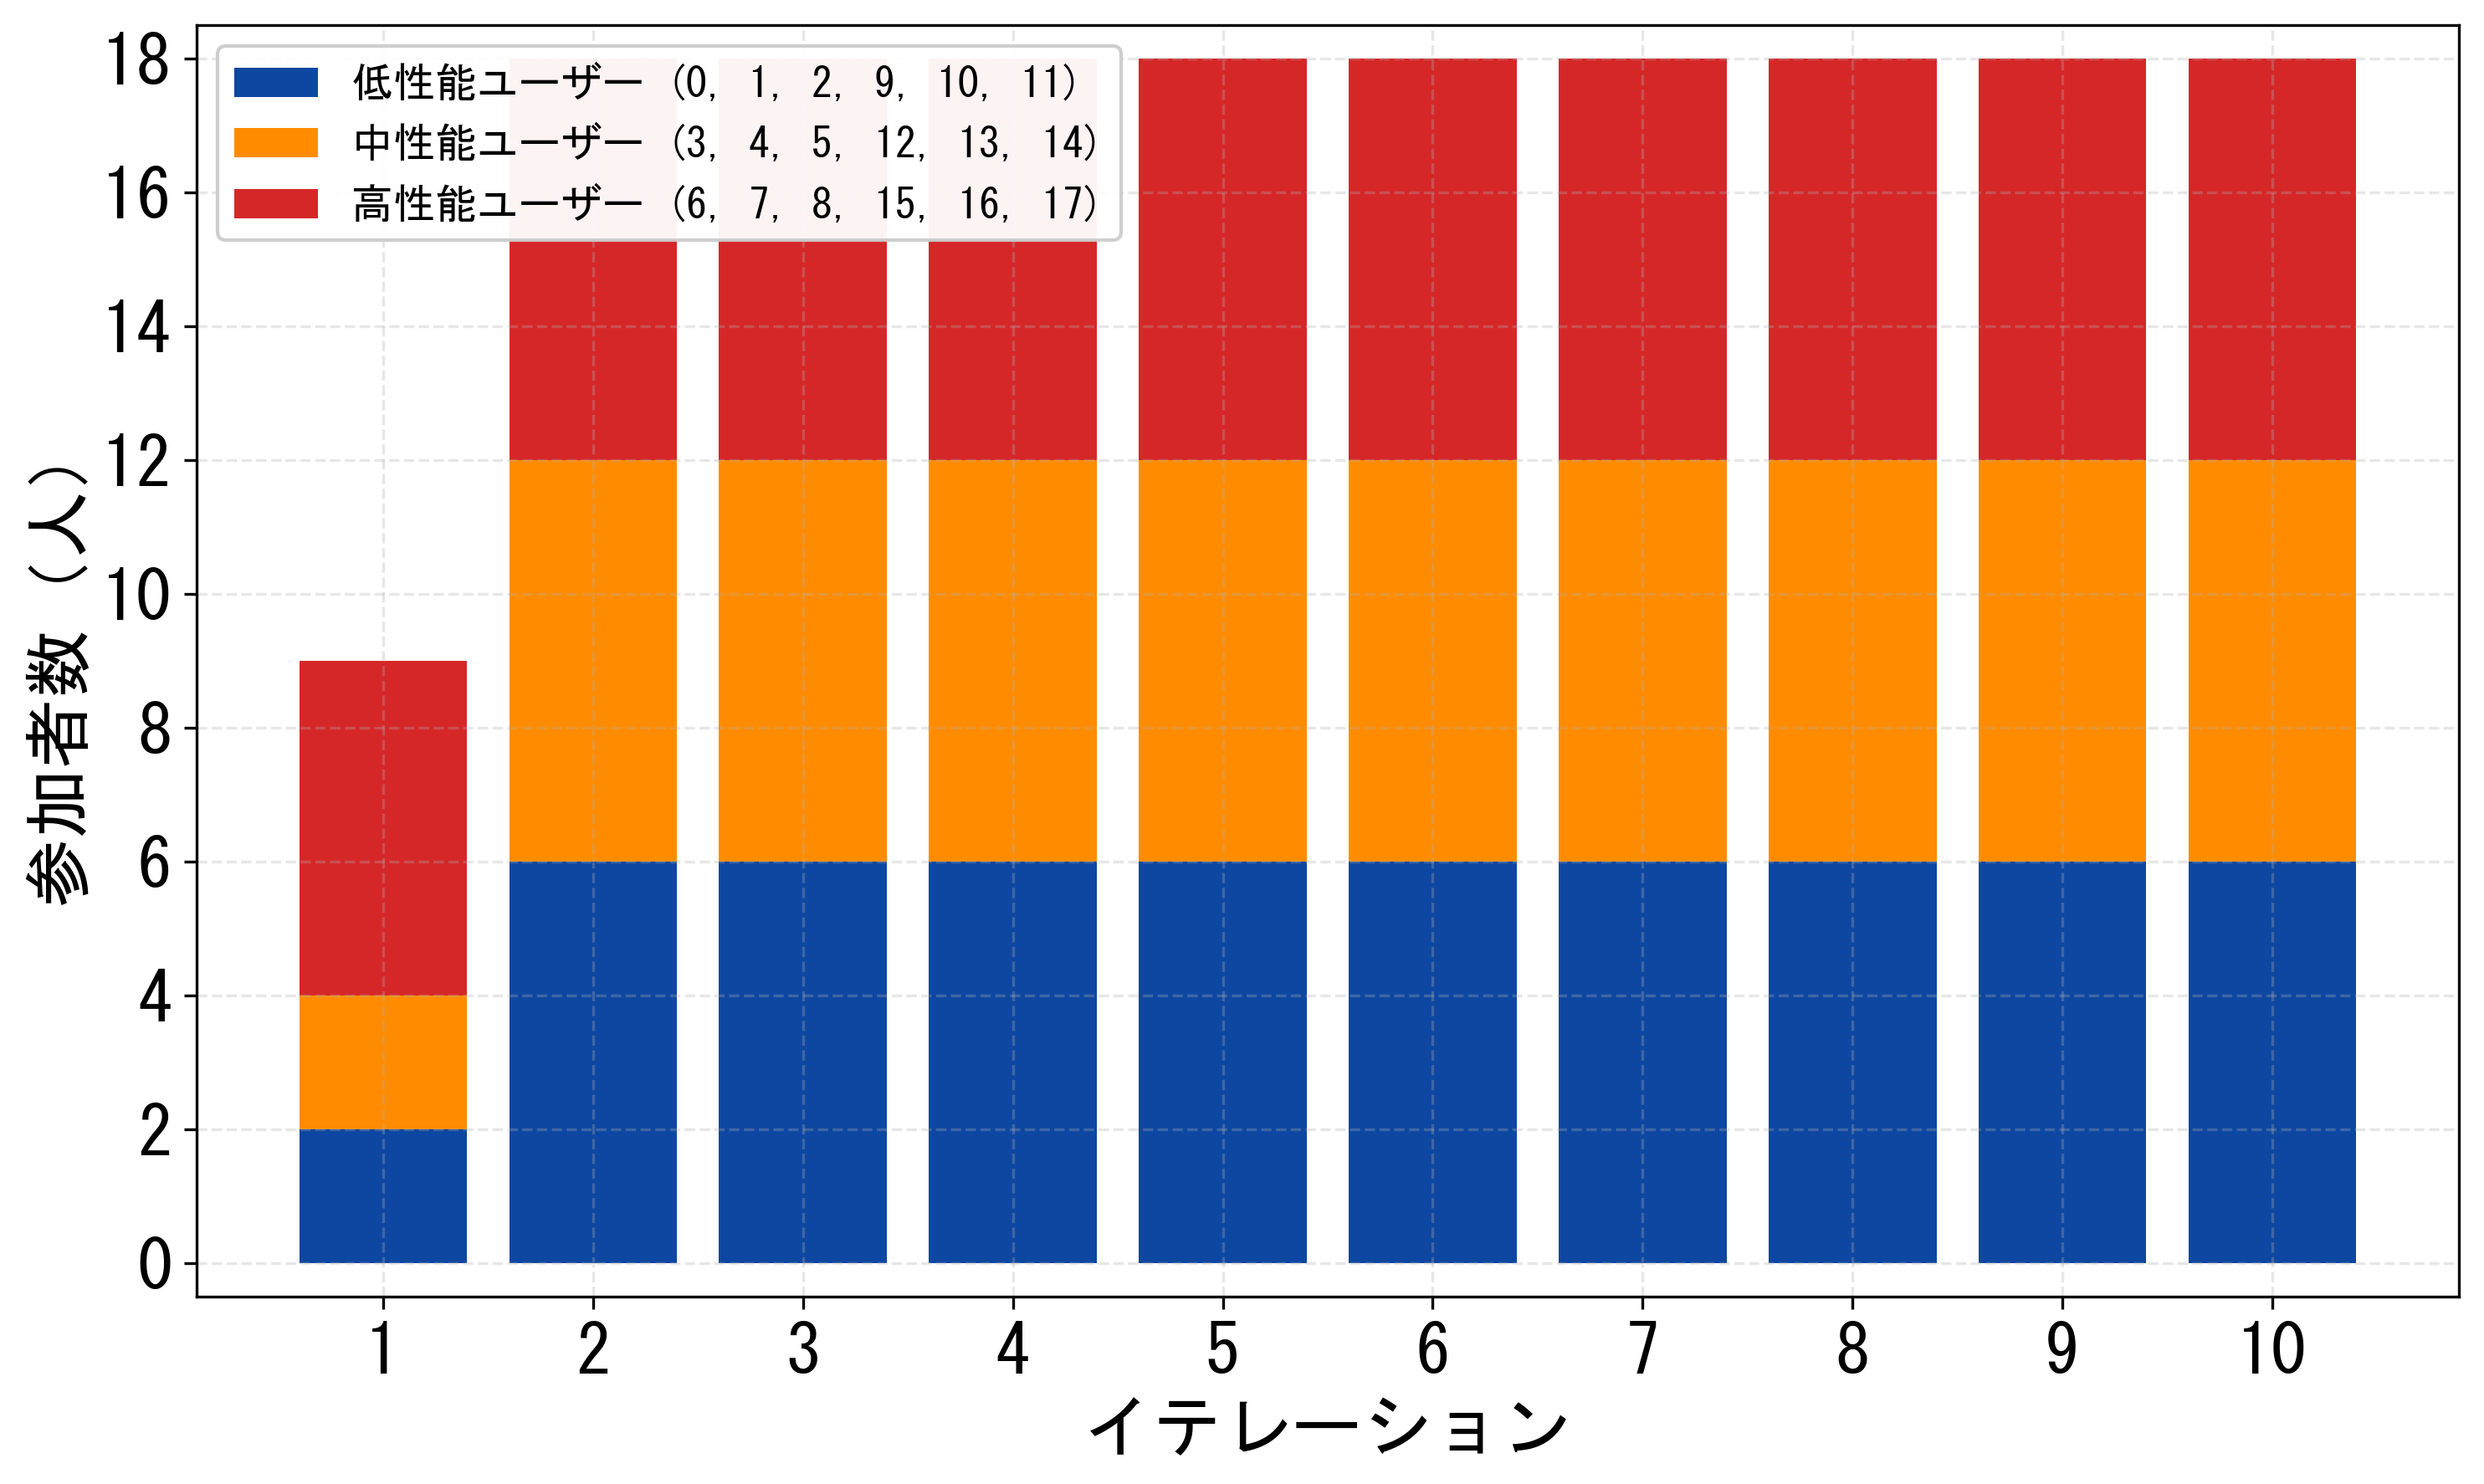 低性能ユーザー (0, 1, 2, 9, 10, 11)
中性能ユーザー (3, 4, 5, 12, 13, 14)
高性能ユーザー (6, 7, 8, 15, 16, 17)
参加者数（人）
18
16
14
12
10
8
6
4
2
0
1 2 3 4 5 6 7 8 9 10
イテレーション